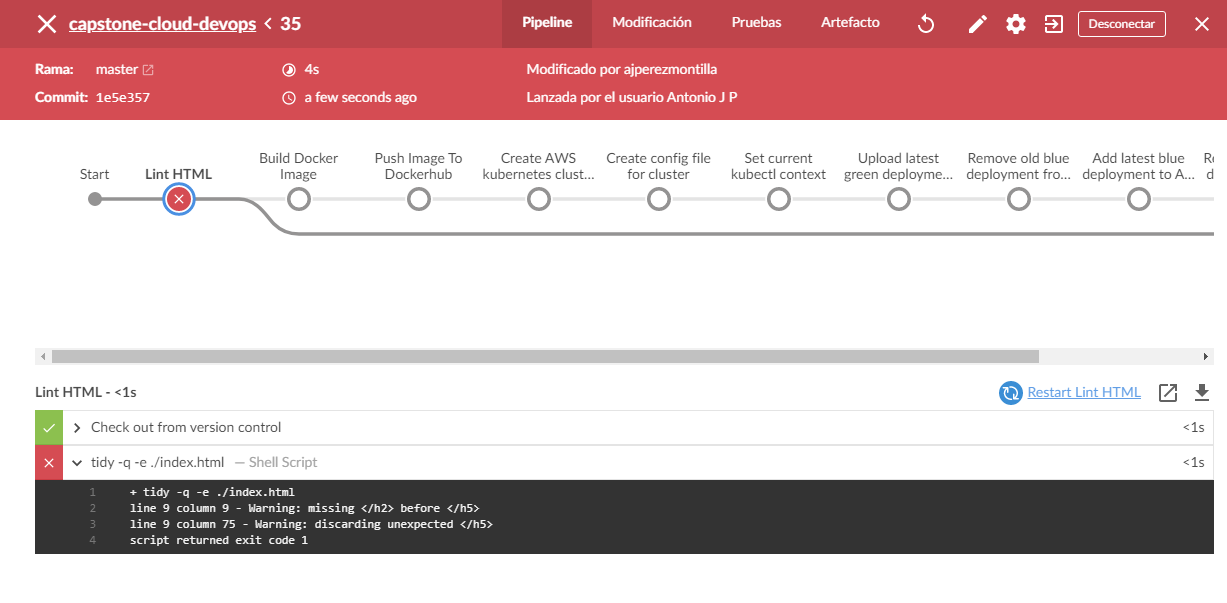 capstone-cloud-devops < 35
Pipeline Modificación Pruebas Artefacto Desconectar
Rama: master 4s Modificado por ajperezmontilla
Commit: 1e5e357 a few seconds ago Lanzada por el usuario Antonio J P
Start
Lint HTML
Build Docker
Image
Push Image To
Dockerhub
Create AWS
kubernetes clust...
Create config file
for cluster
Set current
kubectl context
Upload latest
green deployme...
Remove old blue
deployment fro...
Add latest blue
deployment to A...
Lint HTML - <1s Restart Lint HTML
Check out from version control <1s
tidy -q -e ./index.html — Shell Script <1s
1 + tidy -q -e ./index.html
2 line 9 column 9 - Warning: missing </h2> before </h5>
3 line 9 column 75 - Warning: discarding unexpected </h5>
4 script returned exit code 1